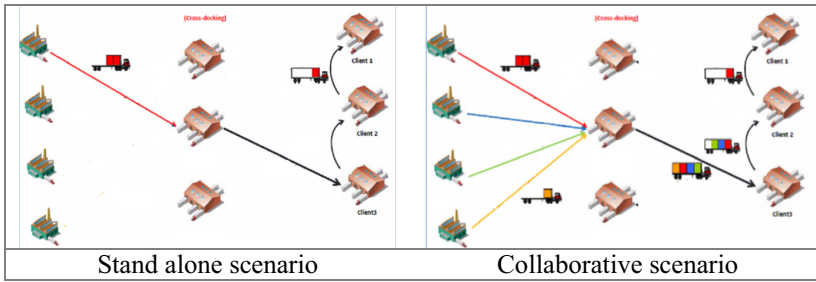 (Cross-docking)
Client 1
Client 2
Client3
Stand alone scenario
(Cross-docking)
Client 1
Client 2
Client3
Collaborative scenario